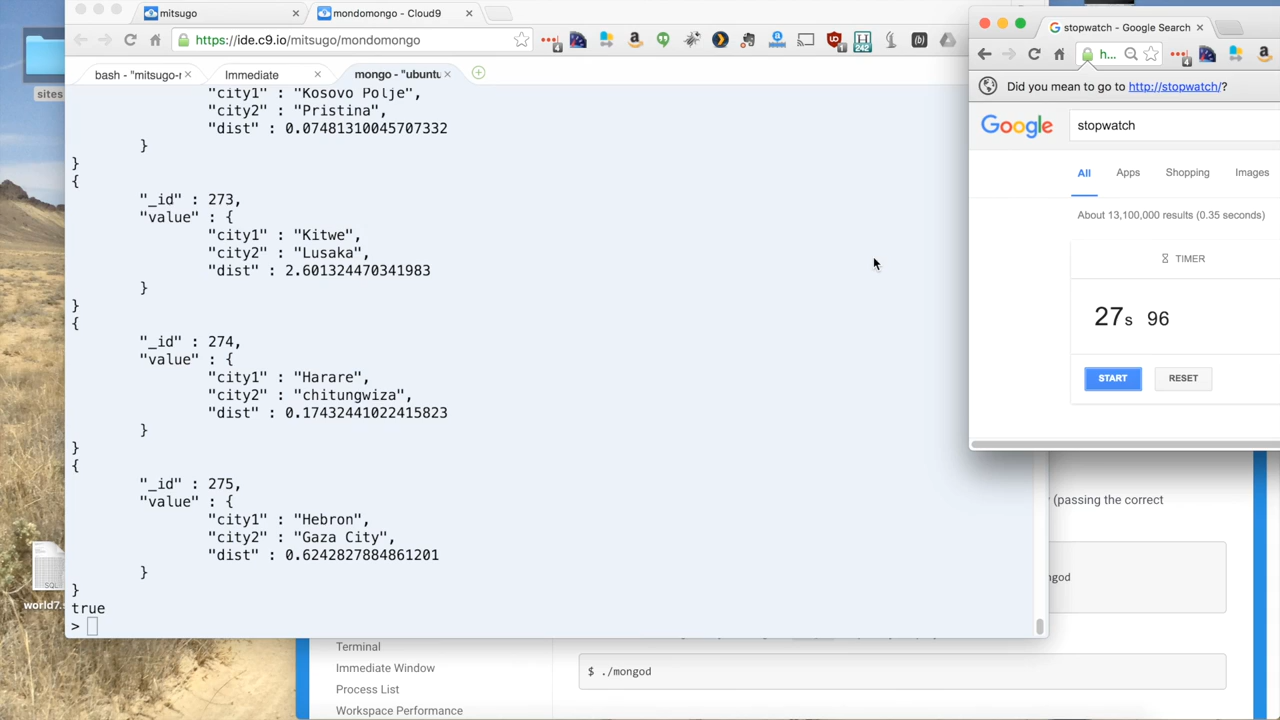 mitsugo
mondomongo - Cloud9
https://ide.c9.io/mitsugo/mondomongo
bash - "mitsugo-r
Immediate
mongo - "ubuntu
"city1" : "Kosovo Polje",
"city2" : "Pristina",
"dist" : 0.07481310045707332
}
}
{
"_id" : 273,
"value" : {
"city1" : "Kitwe",
"city2" : "Lusaka",
"dist" : 2.601324470341983
}
}
{
"_id" : 274,
"value" : {
"city1" : "Harare",
"city2" : "chitungwiza",
"dist" : 0.17432441022415823
}
}
{
"_id" : 275,
"value" : {
"city1" : "Hebron",
"city2" : "Gaza City",
"dist" : 0.6242827884861201
}
}
true
>
sites
world7.s
SQL
stopwatch - Google Search
h...
Did you mean to go to http://stopwatch/?
Google
stopwatch
All
Apps
Shopping
Images
About 13,100,000 results (0.35 seconds)
TIMER
27s 96
START
RESET
(passing the correct
ngod
Terminal
Immediate Window
Process List
Workspace Performance
$ ./mongod